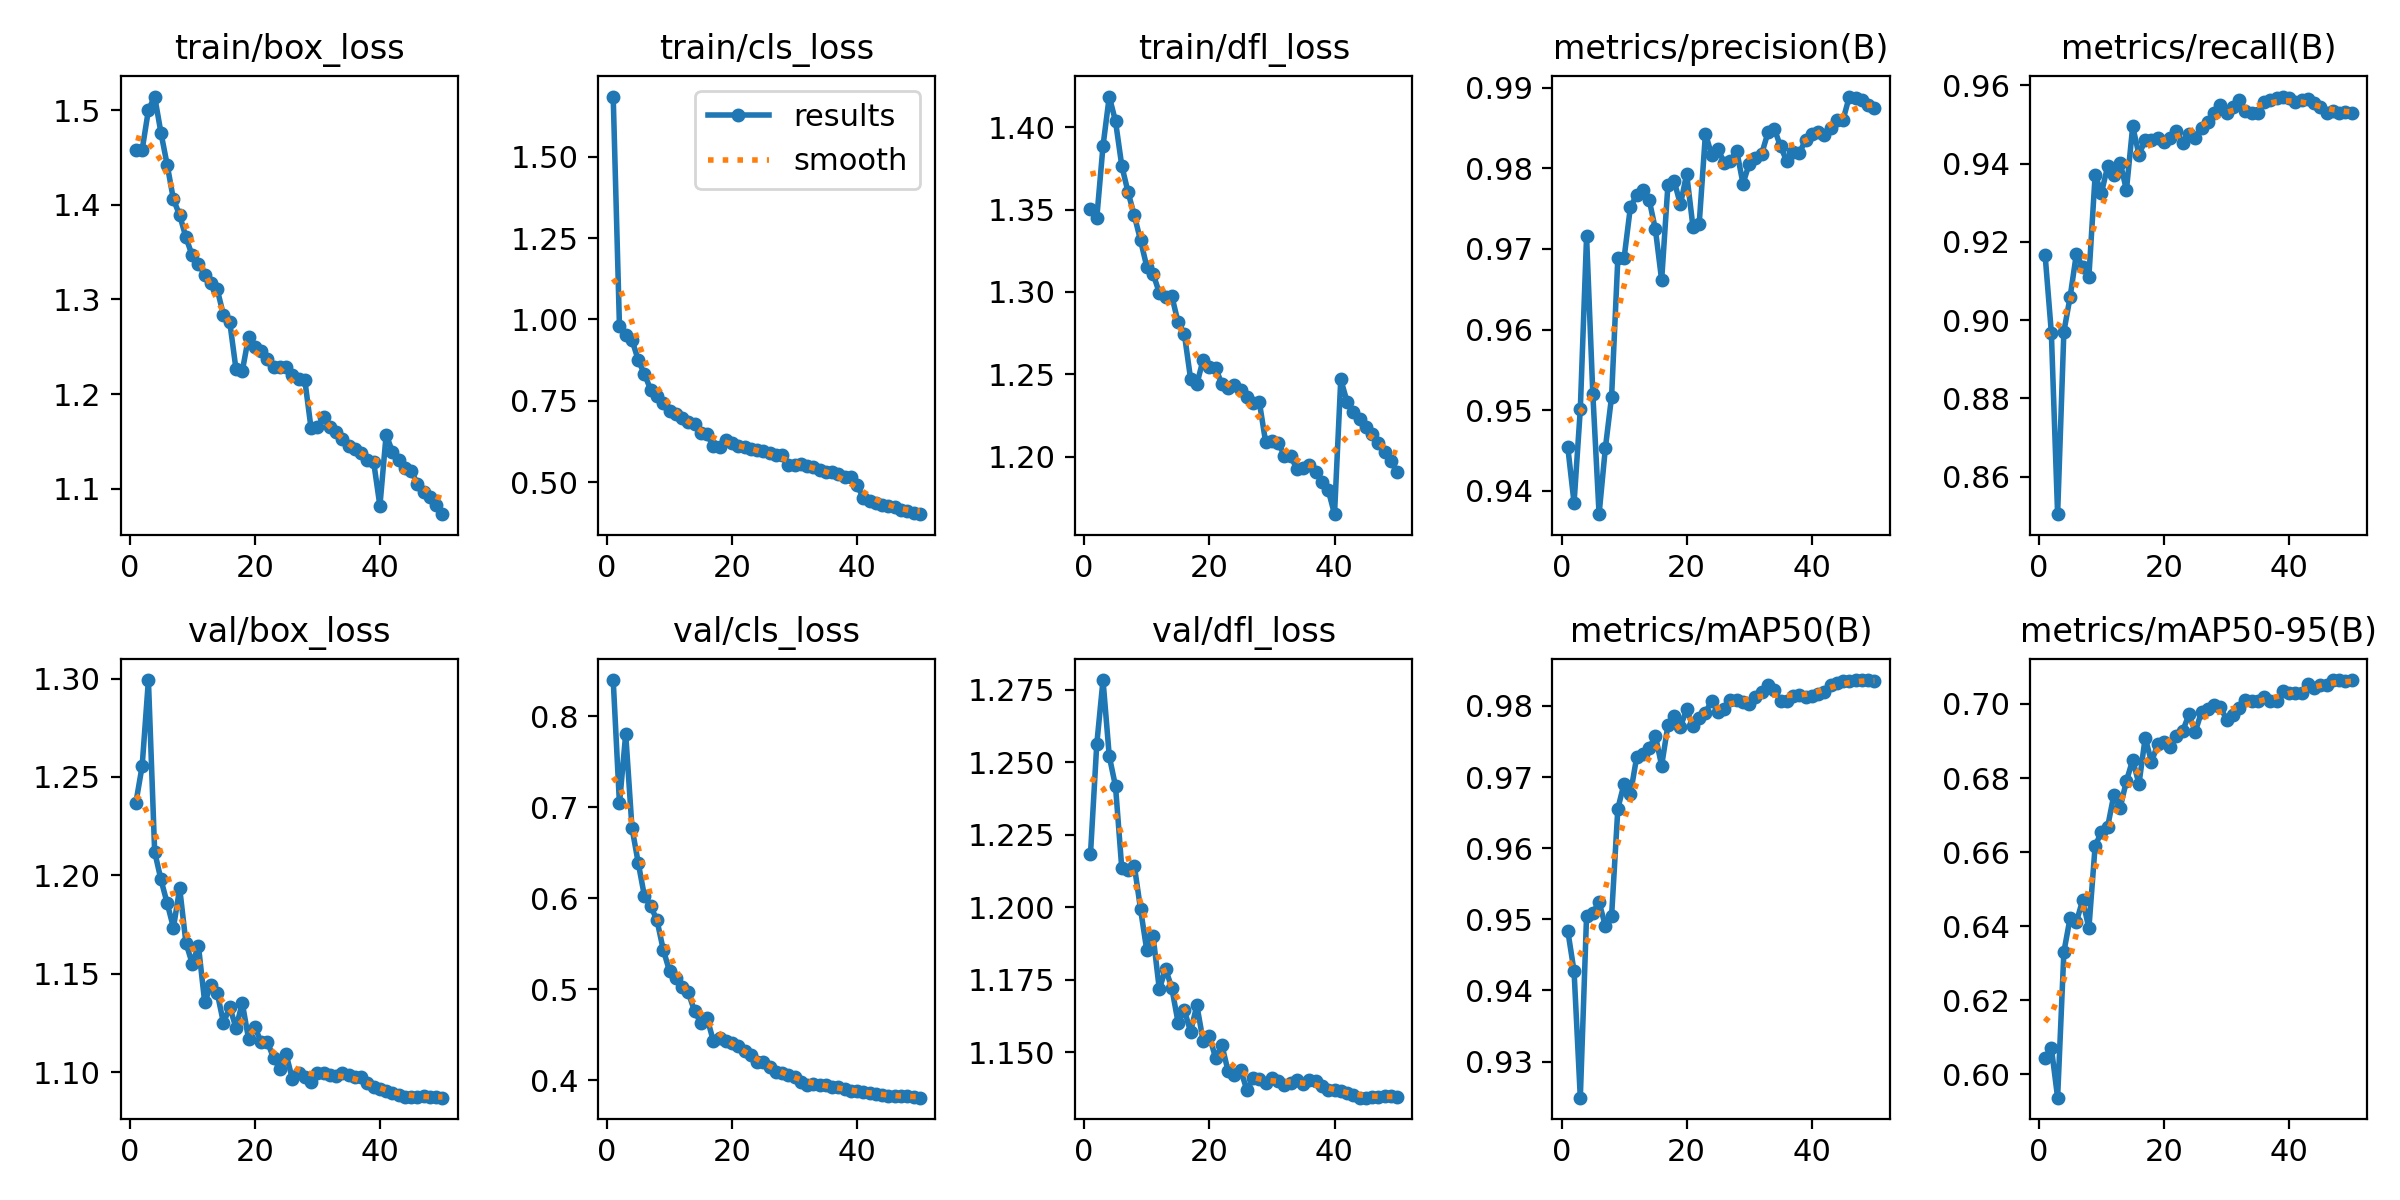 train/box_loss
1.5
1.4
1.3
1.2
1.1
0 20 40
train/cls_loss
results
smooth
1.50
1.25
1.00
0.75
0.50
0 20 40
train/dfl_loss
1.40
1.35
1.30
1.25
1.20
0 20 40
metrics/precision(B)
0.99
0.98
0.97
0.96
0.95
0.94
0 20 40
metrics/recall(B)
0.96
0.94
0.92
0.90
0.88
0.86
0 20 40
val/box_loss
1.30
1.25
1.20
1.15
1.10
0 20 40
val/cls_loss
0.8
0.7
0.6
0.5
0.4
0 20 40
val/dfl_loss
1.275
1.250
1.225
1.200
1.175
1.150
0 20 40
metrics/mAP50(B)
0.98
0.97
0.96
0.95
0.94
0.93
0 20 40
metrics/mAP50-95(B)
0.70
0.68
0.66
0.64
0.62
0.60
0 20 40